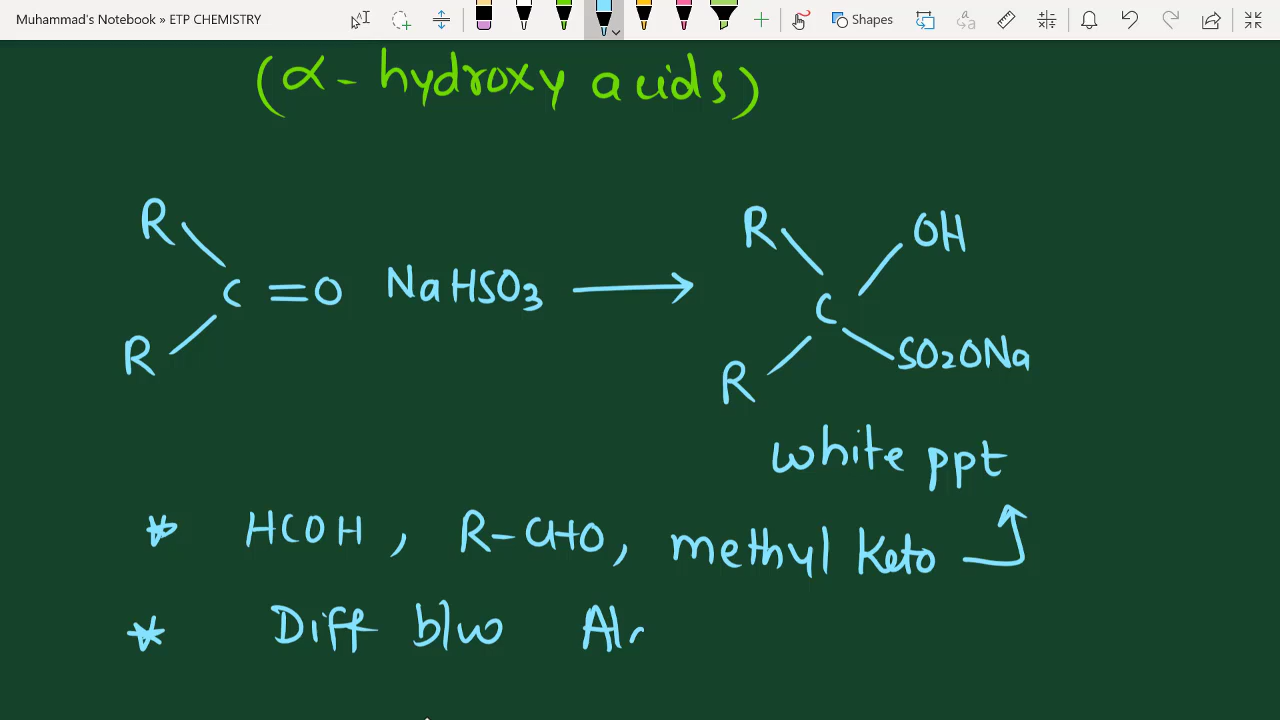 Muhammad's Notebook » ETP CHEMISTRY
Shapes
(α - hydroxy acids)
R R OH
C = O NaHSO3 → C
R SO2ONa
R
white ppt
* HCOH, R-CHO, methyl Keto
* Diff b/w Al